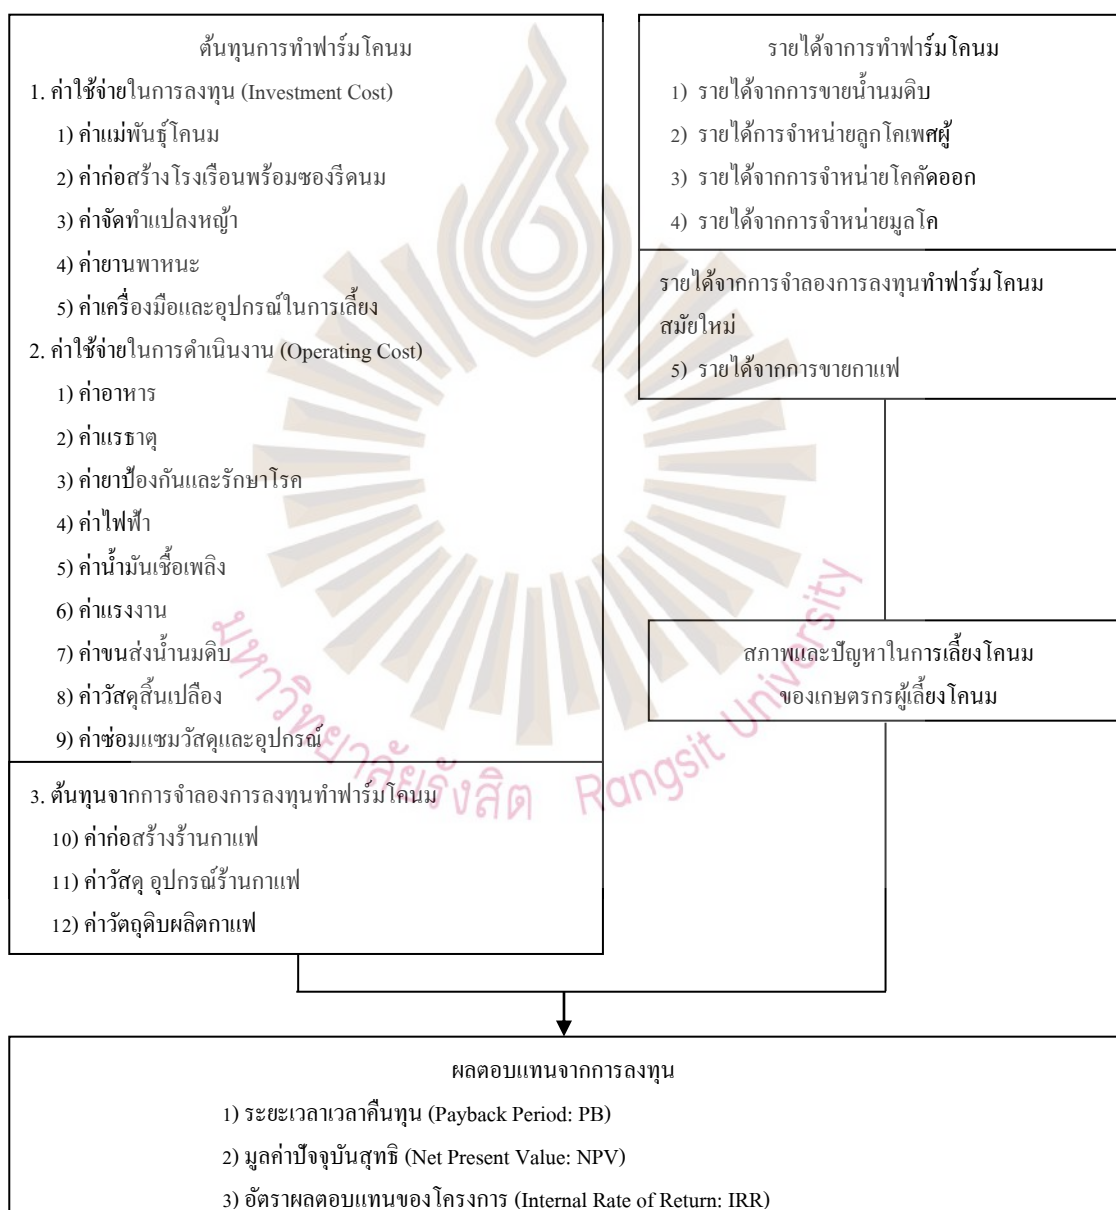 ต้นทุนการทำฟาร์มโคนม
1. ค่าใช้จ่ายในการลงทุน (Investment Cost)
1) ค่าแม่พันธุ์โคนม
2) ค่าก่อสร้างโรงเรือนพร้อมซองรีดนม
3) ค่าจัดทำแปลงหญ้า
4) ค่ายานพาหนะ
5) ค่าเครื่องมือและอุปกรณ์ในการเลี้ยง
2. ค่าใช้จ่ายในการดำเนินงาน (Operating Cost)
1) ค่าอาหาร
2) ค่าแรธาตุ
3) ค่ายาป้องกันและรักษาโรค
4) ค่าไฟฟ้า
5) ค่าน้ำมันเชื้อเพลิง
6) ค่าแรงงาน
7) ค่าขนส่งน้ำนมดิบ
8) ค่าวัสดุสิ้นเปลือง
9) ค่าซ่อมแซมวัสดุและอุปกรณ์
3. ต้นทุนจากการจำลองการลงทุนทำฟาร์มโคนม
10) ค่าก่อสร้างร้านกาแฟ
11) ค่าวัสดุ อุปกรณ์ร้านกาแฟ
12) ค่าวัตถุดิบผลิตกาแฟ
รายได้จาการทำฟาร์มโคนม
1) รายได้จากการขายน้ำนมดิบ
2) รายได้การจำหน่ายลูกโคเพศผู้
3) รายได้จากการจำหน่ายโคคัดออก
4) รายได้จากการจำหน่ายมูลโค
รายได้จากการจำลองการลงทุนทำฟาร์มโคนม
สมัยใหม่
5) รายได้จากการขายกาแฟ
สภาพและปัญหาในการเลี้ยงโคนม
ของเกษตรกรผู้เลี้ยงโคนม
มหาวิทยาลัยรังสิต Rangsit University
ผลตอบแทนจากการลงทุน
1) ระยะเวลาเวลาคืนทุน (Payback Period: PB)
2) มูลค่าปัจจุบันสุทธิ (Net Present Value: NPV)
3) อัตราผลตอบแทนของโครงการ (Internal Rate of Return: IRR)